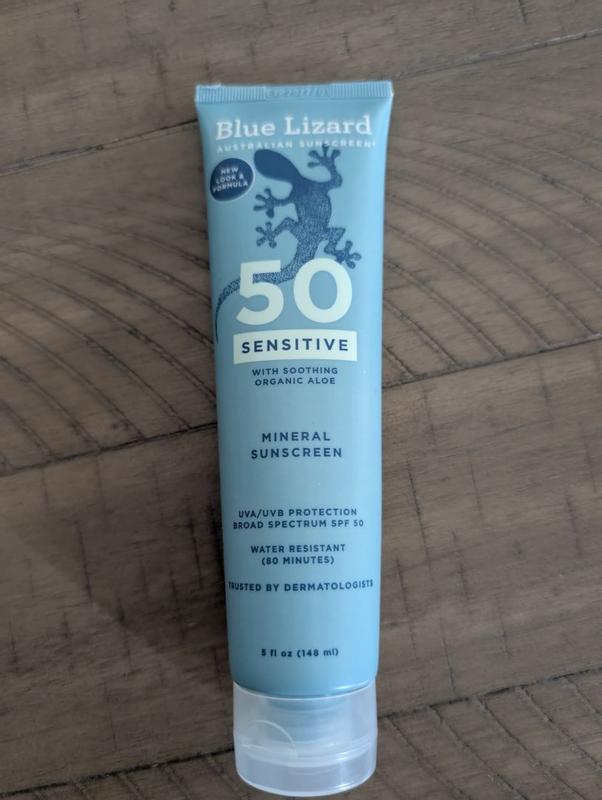 Blue Lizard
AUSTRALIAN SUNSCREEN®
NEW
LOOK &
FORMULA
50
SENSITIVE
WITH SOOTHING
ORGANIC ALOE
MINERAL
SUNSCREEN
UVA/UVB PROTECTION
BROAD SPECTRUM SPF 50
WATER RESISTANT
(80 MINUTES)
TRUSTED BY DERMATOLOGISTS
5 fl oz (148 ml)